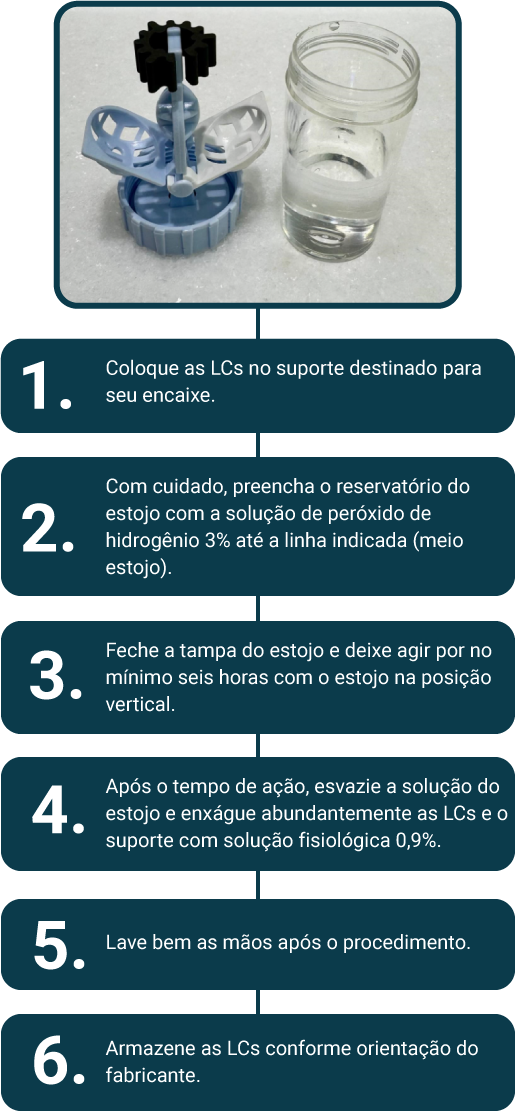 1.
Coloque as LCs no suporte destinado para
seu encaixe.
2.
Com cuidado, preencha o reservatório do
estojo com a solução de peróxido de
hidrogênio 3% até a linha indicada (meio
estojo).
3.
Feche a tampa do estojo e deixe agir por no
mínimo seis horas com o estojo na posição
vertical.
4.
Após o tempo de ação, esvazie a solução do
estojo e enxágue abundantemente as LCs e o
suporte com solução fisiológica 0,9%.
5.
Lave bem as mãos após o procedimento.
6.
Armazene as LCs conforme orientação do
fabricante.